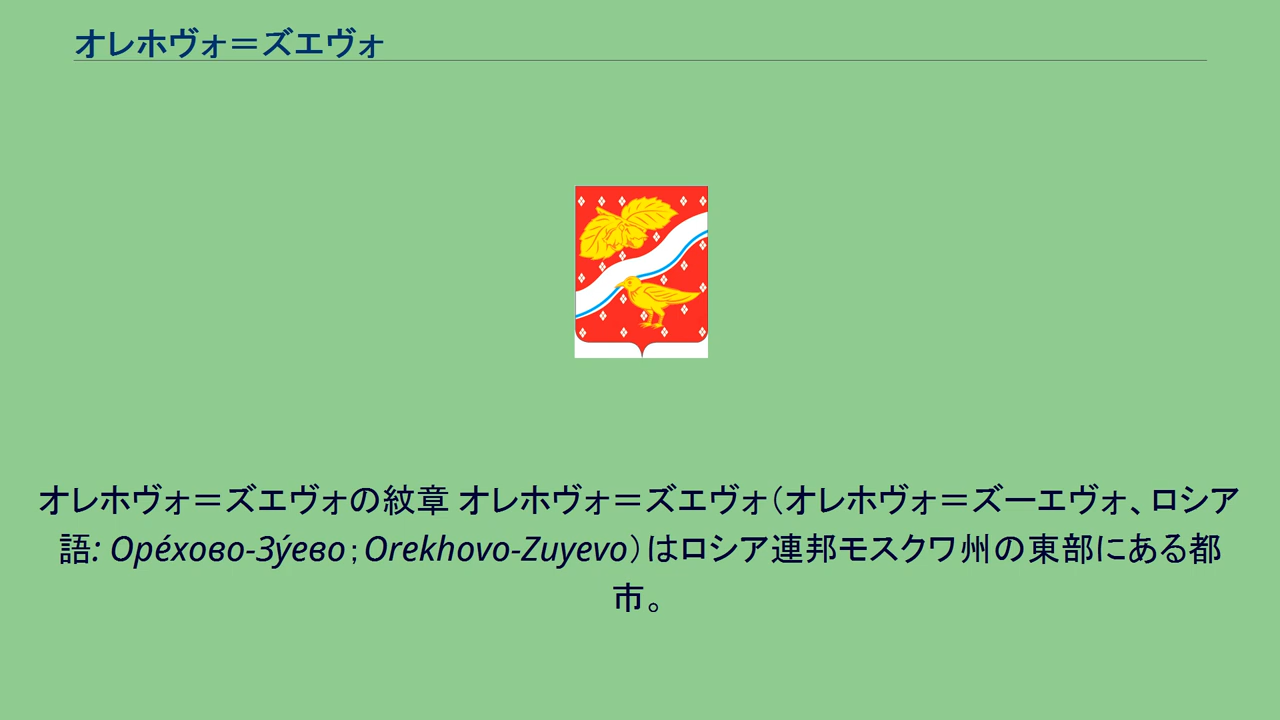 オレホヴォ＝ズエヴォ
オレホヴォ＝ズエヴォの紋章 オレホヴォ＝ズエヴォ（オレホヴォ＝ズーエヴォ、ロシア
語: Оре́хово-Зу́ево；Orekhovo-Zuyevo）はロシア連邦モスクワ州の東部にある都
市。